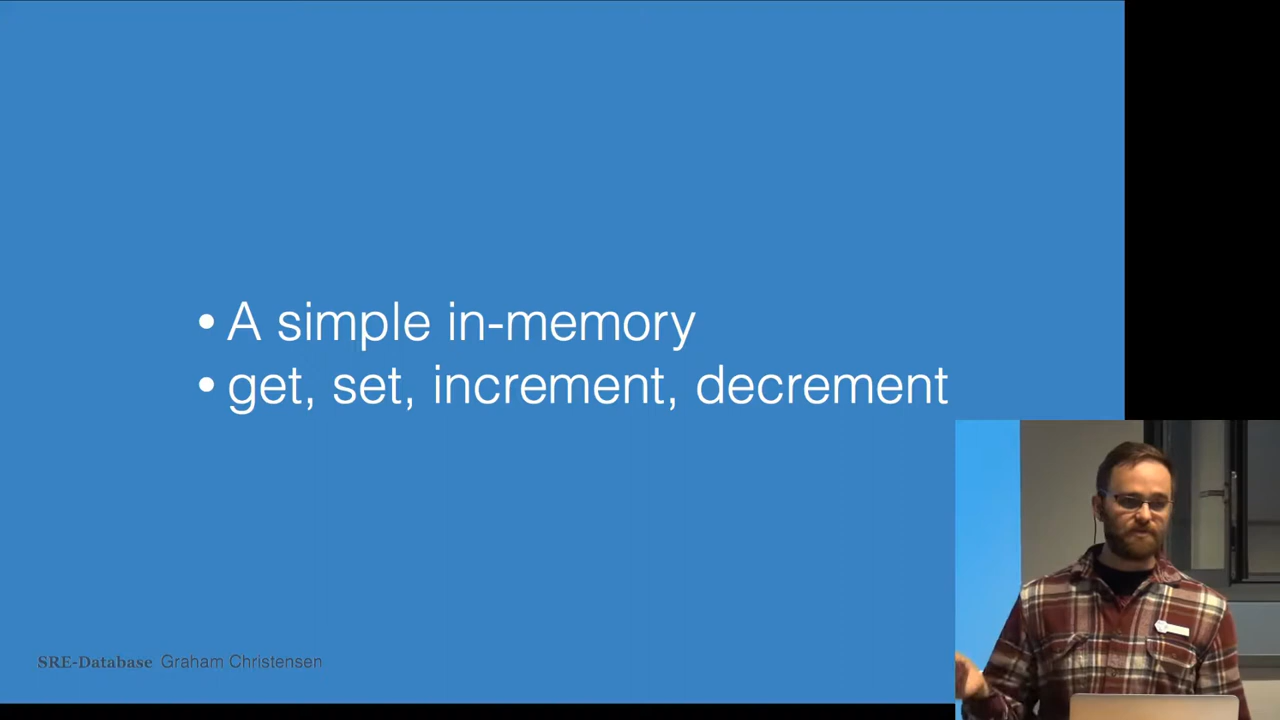 • A simple in-memory
• get, set, increment, decrement
SRE-Database Graham Christensen